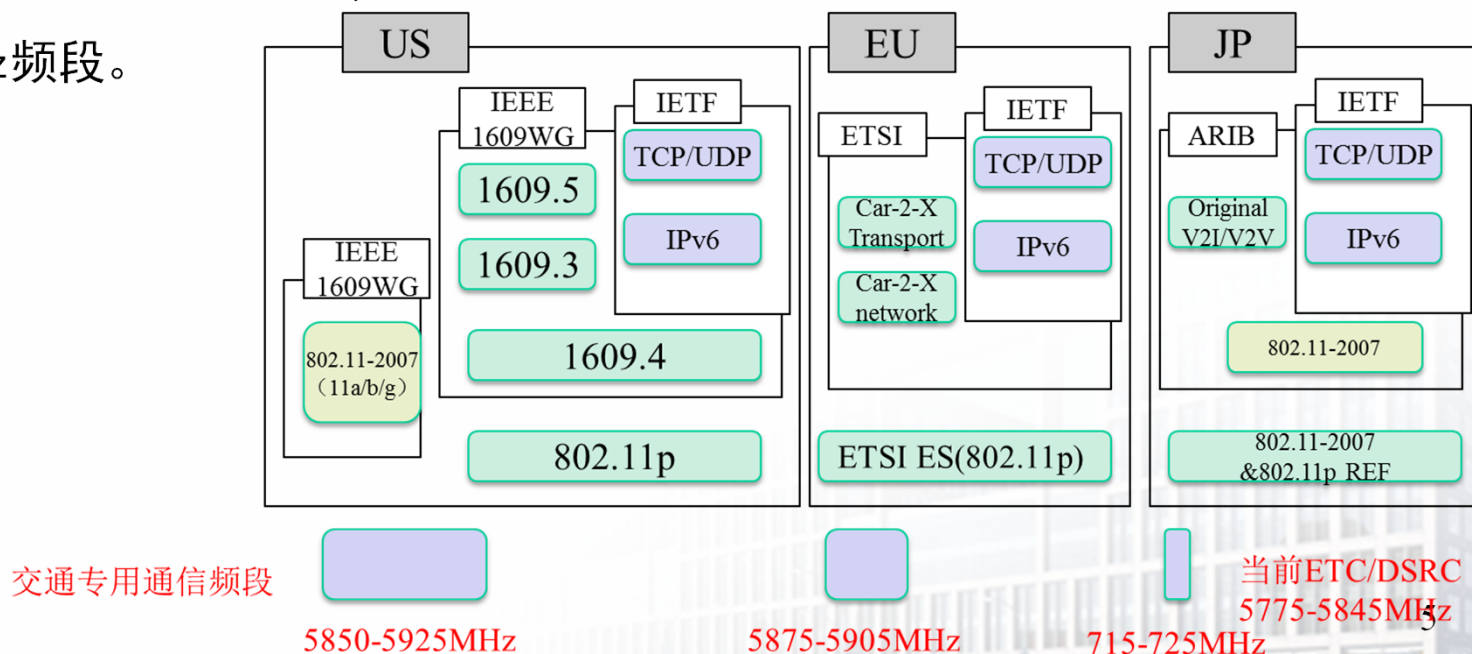 频段。
US
IEEE
1609WG
IETF
TCP/UDP
IPv6
1609.5
1609.3
IEEE
1609WG
802.11-2007
（11a/b/g）
1609.4
802.11p
EU
ETSI
IETF
TCP/UDP
IPv6
Car-2-X
Transport
Car-2-X
network
ETSI ES(802.11p)
JP
ARIB
IETF
TCP/UDP
IPv6
Original
V2I/V2V
802.11-2007
802.11-2007
&802.11p REF
交通专用通信频段
5850-5925MHz
5875-5905MHz
715-725MHz
当前ETC/DSRC
5775-5845MHz
5